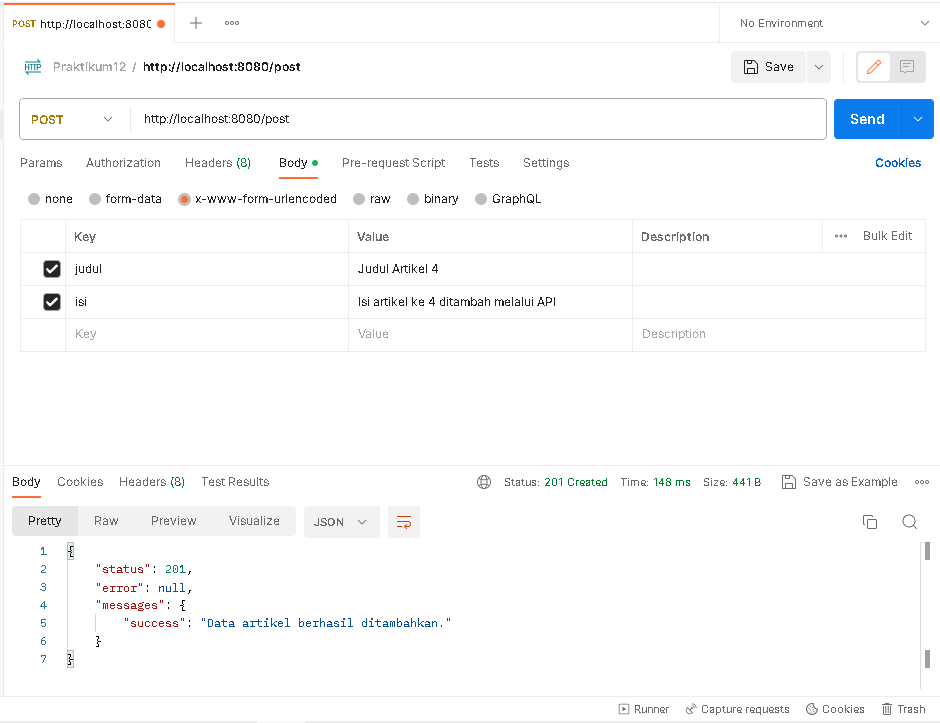 POST http://localhost:8080
No Environment
HTTP Praktikum12 / http://localhost:8080/post
Save
POST http://localhost:8080/post
Send
Params Authorization Headers (8) Body Pre-request Script Tests Settings Cookies
none form-data x-www-form-urlencoded raw binary GraphQL
Key Value Description Bulk Edit
judul Judul Artikel 4
isi Isi artikel ke 4 ditambah melalui API
Key Value Description
Body Cookies Headers (8) Test Results Status: 201 Created Time: 148 ms Size: 441 B Save as Example
Pretty Raw Preview Visualize JSON
1 {
2 "status": 201,
3 "error": null,
4 "messages": {
5 "success": "Data artikel berhasil ditambahkan."
6 }
7 }
Runner Capture requests Cookies Trash